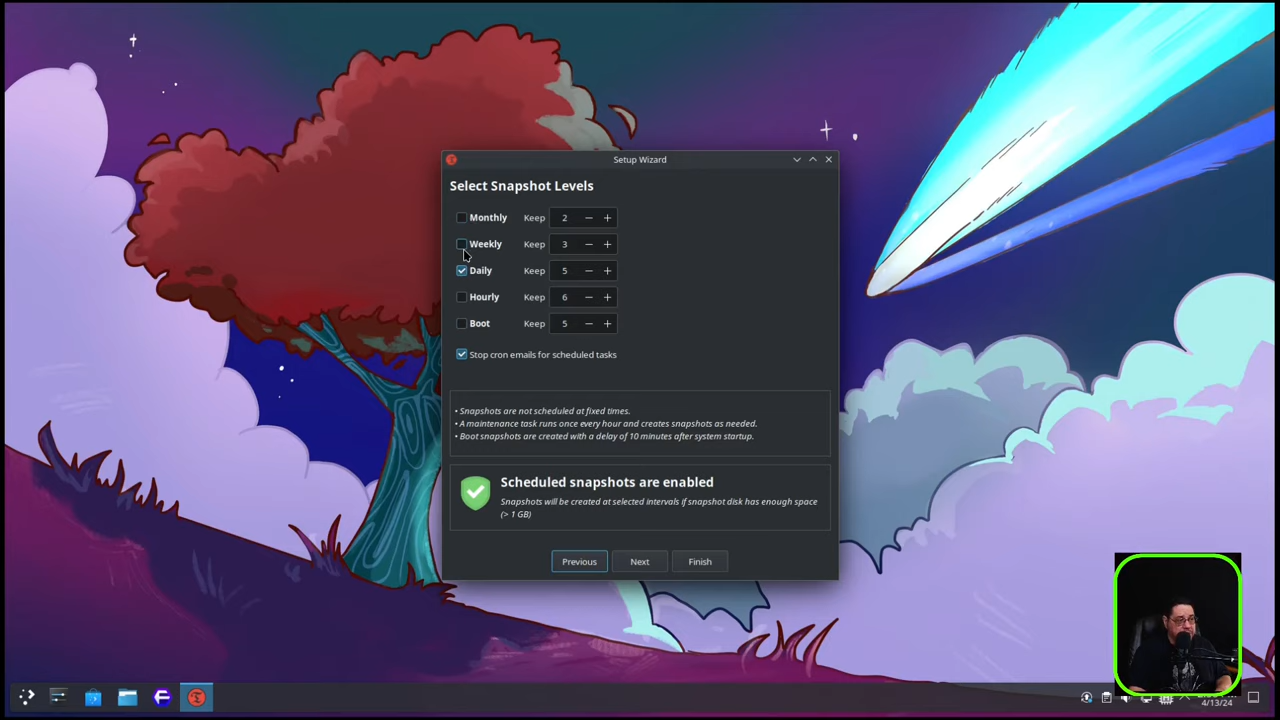 Setup Wizard
Select Snapshot Levels
Monthly Keep 2 − +
Weekly Keep 3 − +
Daily Keep 5 − +
Hourly Keep 6 − +
Boot Keep 5 − +
Stop cron emails for scheduled tasks
• Snapshots are not scheduled at fixed times.
• A maintenance task runs once every hour and creates snapshots as needed.
• Boot snapshots are created with a delay of 10 minutes after system startup.
Scheduled snapshots are enabled
Snapshots will be created at selected intervals if snapshot disk has enough space
(> 1 GB)
Previous Next Finish
4/13/24